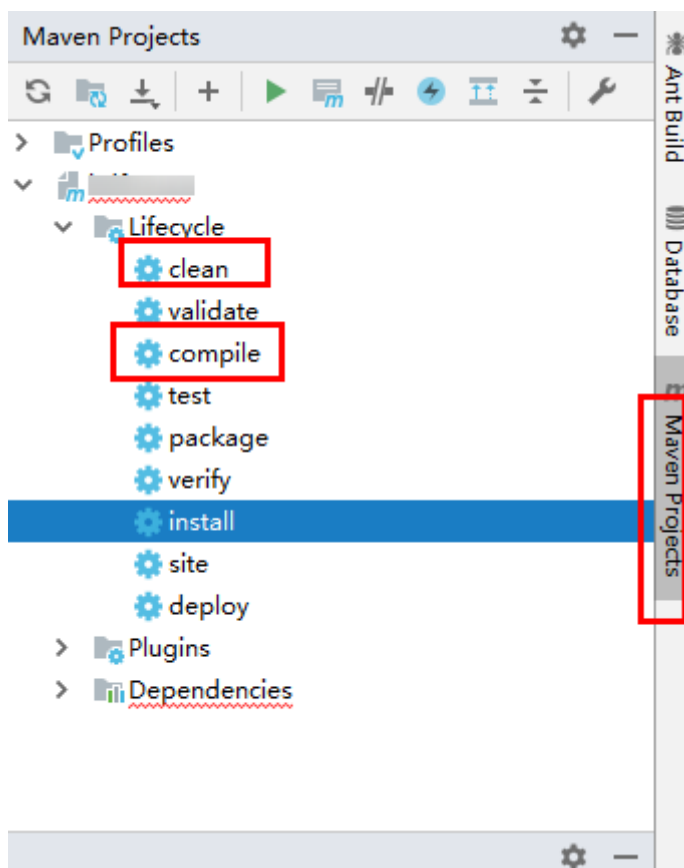 Maven Projects
Profiles
Lifecycle
clean
validate
compile
test
package
verify
install
site
deploy
Plugins
Dependencies
Ant Build
Database
Maven Projects